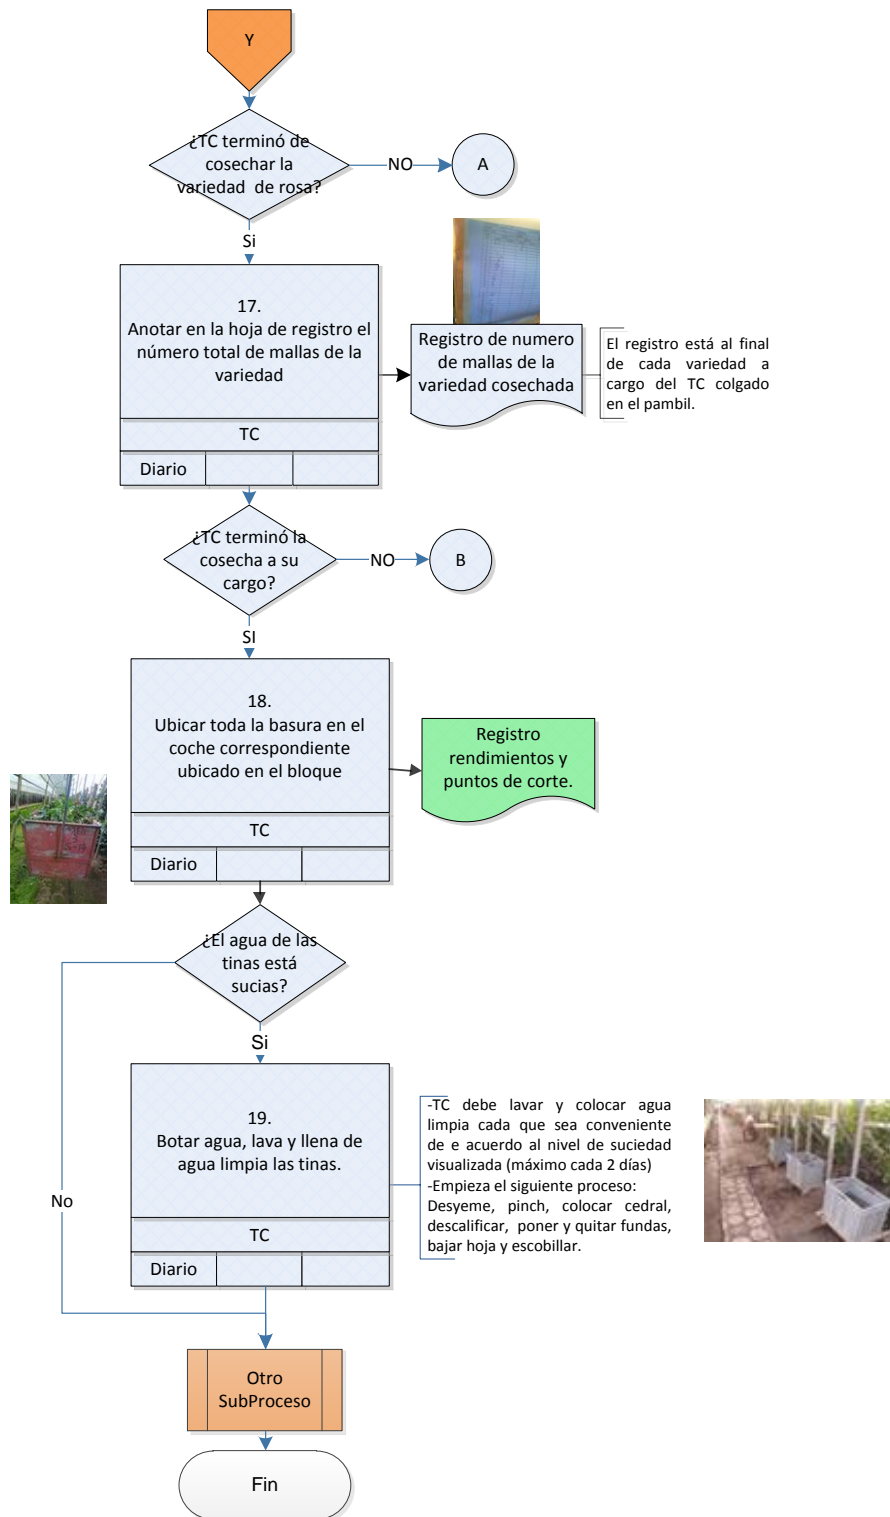 Y
¿TC terminó de
cosechar la
variedad de rosa?
NO
A
Si
17.
Anotar en la hoja de registro el
número total de mallas de la
variedad
TC
Diario
Registro de numero
de mallas de la
variedad cosechada
El registro está al final
de cada variedad a
cargo del TC colgado
en el pambil.
¿TC terminó la
cosecha a su
cargo?
NO
B
SI
18.
Ubicar toda la basura en el
coche correspondiente
ubicado en el bloque
TC
Diario
Registro
rendimientos y
puntos de corte.
¿El agua de las
tinas está
sucias?
Si
No
19.
Botar agua, lava y llena de
agua limpia las tinas.
TC
Diario
-TC debe lavar y colocar agua
limpia cada que sea conveniente
de e acuerdo al nivel de suciedad
visualizada (máximo cada 2 días)
-Empieza el siguiente proceso:
Desyeme, pinch, colocar cedral,
descalificar, poner y quitar fundas,
bajar hoja y escobillar.
Otro
SubProceso
Fin